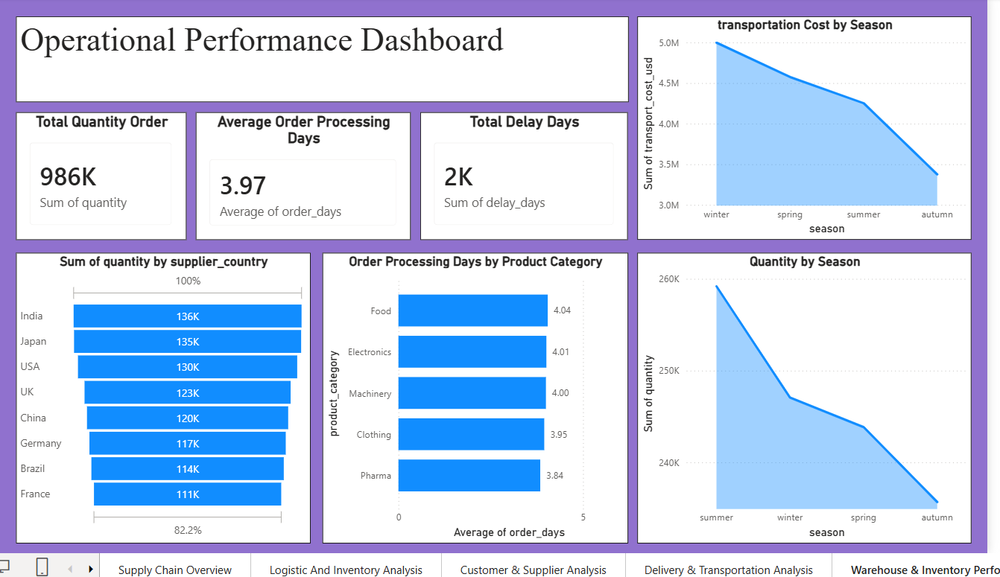 Operational Performance Dashboard
Total Quantity Order
986K
Sum of quantity
Average Order Processing
Days
3.97
Average of order_days
Total Delay Days
2K
Sum of delay_days
transportation Cost by Season
Sum of transport_cost_usd
5.0M
4.5M
4.0M
3.5M
3.0M
winter
spring
summer
autumn
season
Sum of quantity by supplier_country
100%
India
136K
Japan
135K
USA
130K
UK
123K
China
120K
Germany
117K
Brazil
114K
France
111K
82.2%
Order Processing Days by Product Category
product_category
Food
4.04
Electronics
4.01
Machinery
4.00
Clothing
3.95
Pharma
3.84
0
5
Average of order_days
Quantity by Season
Sum of quantity
260K
250K
240K
summer
winter
spring
autumn
season
Supply Chain Overview
Logistic And Inventory Analysis
Customer & Supplier Analysis
Delivery & Transportation Analysis
Warehouse & Inventory Perfo